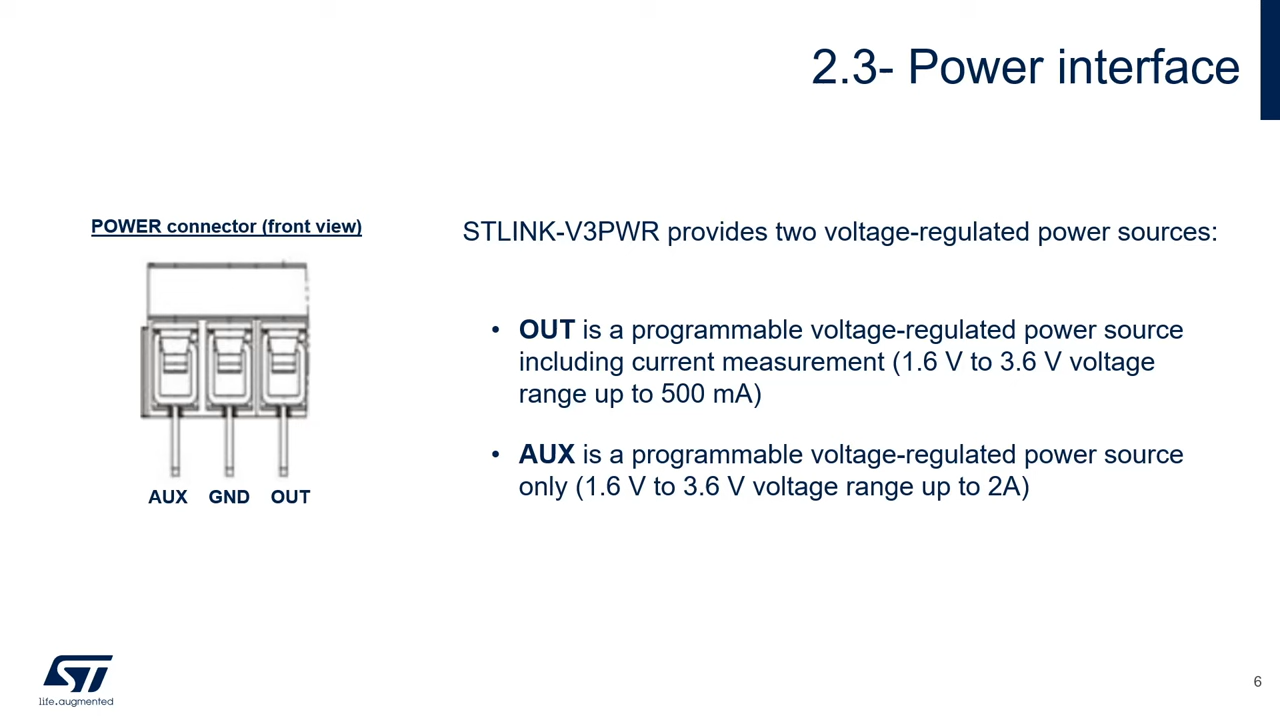 2.3- Power interface
POWER connector (front view)
AUX GND OUT
STLINK-V3PWR provides two voltage-regulated power sources:
• OUT is a programmable voltage-regulated power source
including current measurement (1.6 V to 3.6 V voltage
range up to 500 mA)
• AUX is a programmable voltage-regulated power source
only (1.6 V to 3.6 V voltage range up to 2A)
ST
life.augmented
6